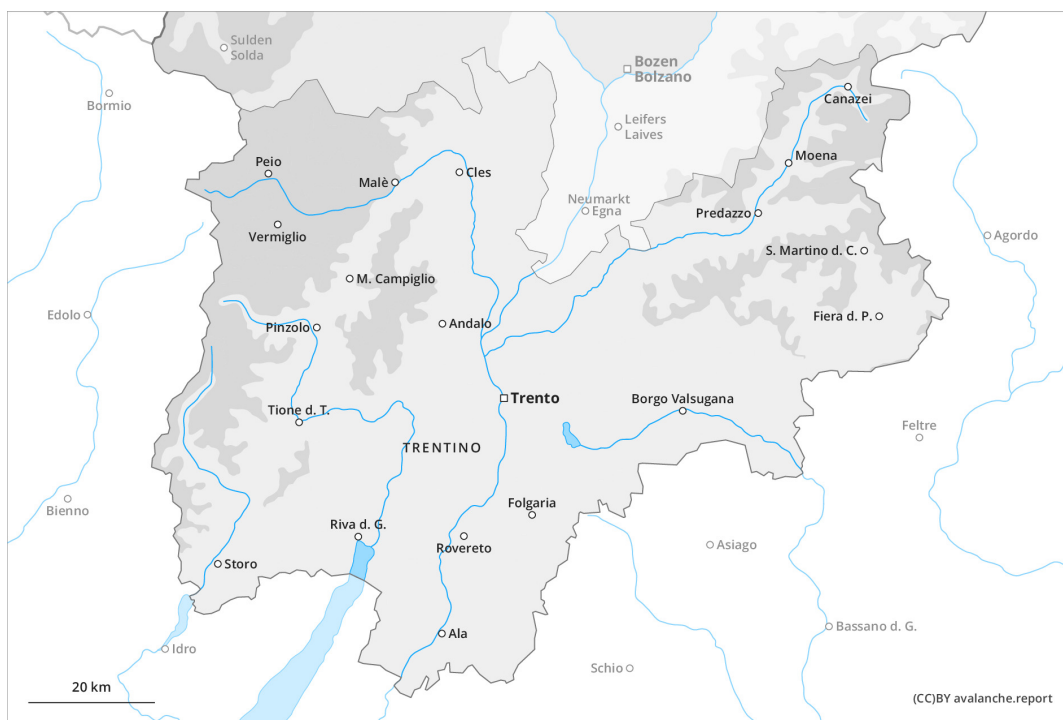 Sulden
Solda
Bozen
Bolzano
Bormio
Canazei
Leifers
Laives
Moena
Peio
Cles
Malè
Neumarkt
Egna
Predazzo
Vermiglio
Agordo
S. Martino d. C.
M. Campiglio
Edolo
Fiera d. P.
Andalo
Pinzolo
Trento
Borgo Valsugana
Tione d. T.
Feltre
TRENTINO
Bienno
Folgaria
Riva d. G.
Rovereto
Asiago
Storo
Bassano d. G.
Ala
Idro
Schio
20 km
(CC)BY avalanche.report